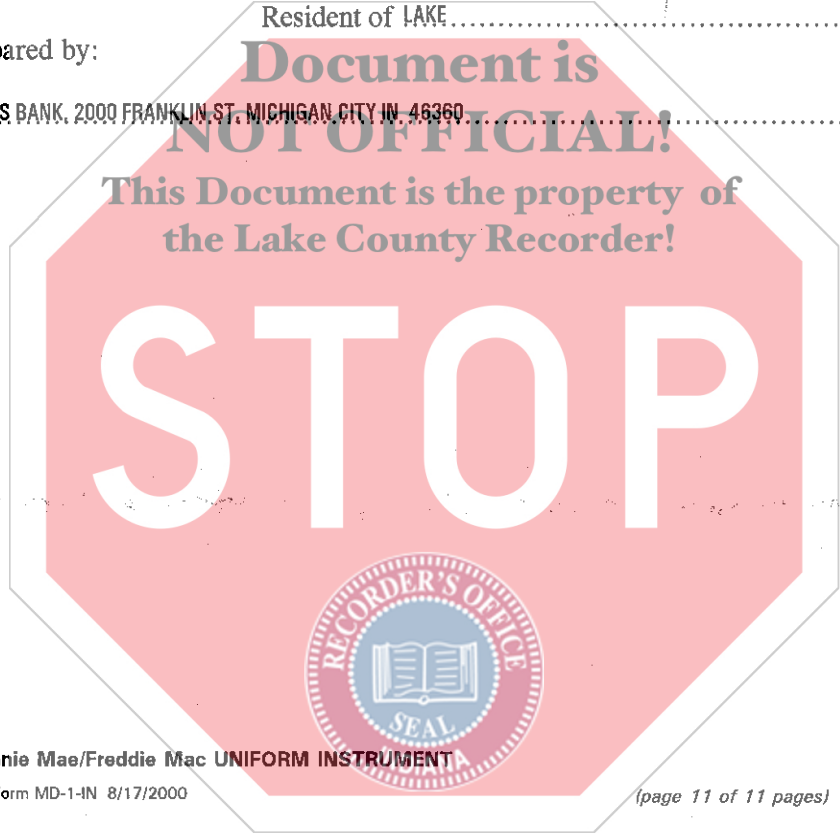 Resident of LAKE
ared by:
Document is
S BANK, 2000 FRANKLIN ST, MICHIGAN CITY IN 46360
NOT OFFICIAL!
This Document is the property of
the Lake County Recorder!
STOP
RECORDER'S OFFICE
SEAL
INDIANA
nie Mae/Freddie Mac UNIFORM INSTRUMENT
orm MD-1-IN 8/17/2000
(page 11 of 11 pages)